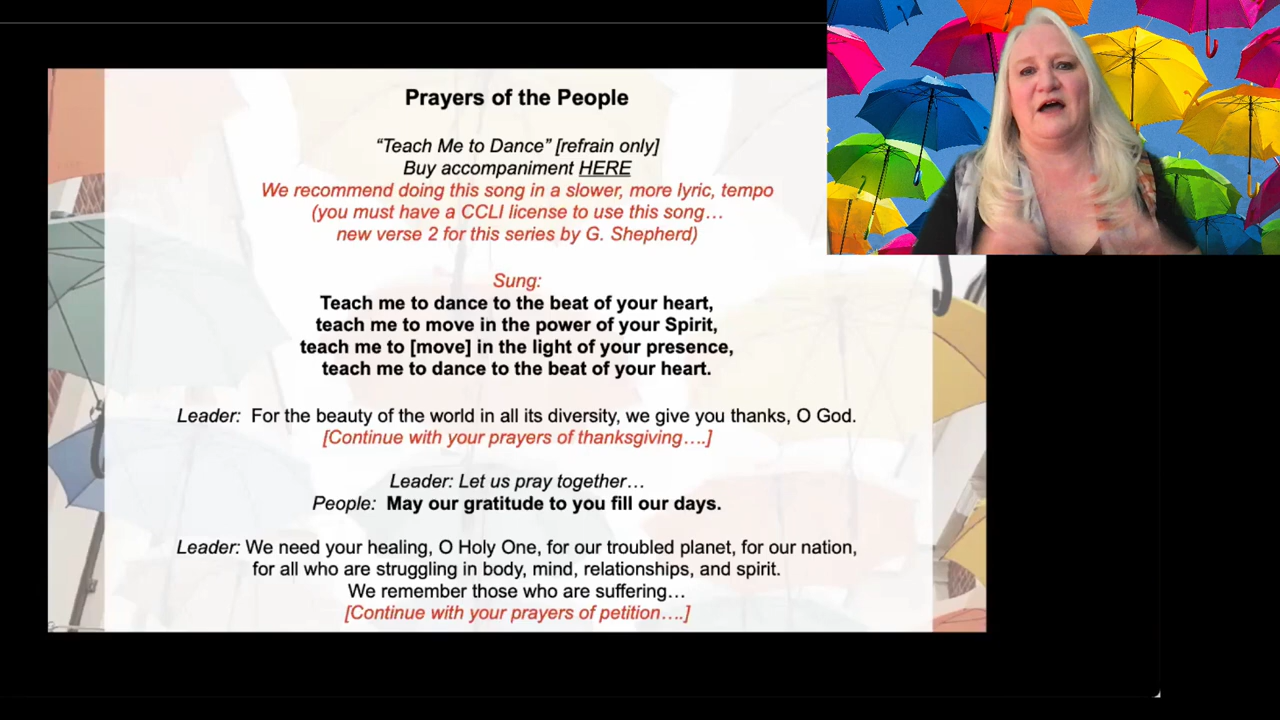 Prayers of the People
“Teach Me to Dance” [refrain only]
Buy accompaniment HERE
We recommend doing this song in a slower, more lyric, tempo
(you must have a CCLI license to use this song…
new verse 2 for this series by G. Shepherd)
Sung:
Teach me to dance to the beat of your heart,
teach me to move in the power of your Spirit,
teach me to [move] in the light of your presence,
teach me to dance to the beat of your heart.
Leader:  For the beauty of the world in all its diversity, we give you thanks, O God.
[Continue with your prayers of thanksgiving….]
Leader: Let us pray together…
People:  May our gratitude to you fill our days.
Leader: We need your healing, O Holy One, for our troubled planet, for our nation,
for all who are struggling in body, mind, relationships, and spirit.
We remember those who are suffering…
[Continue with your prayers of petition….]